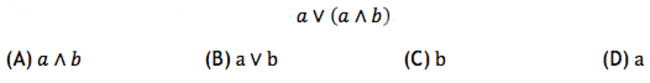 a ∨ (a ∧ b)
(A) a ∧ b (B) a ∨ b (C) b (D) a